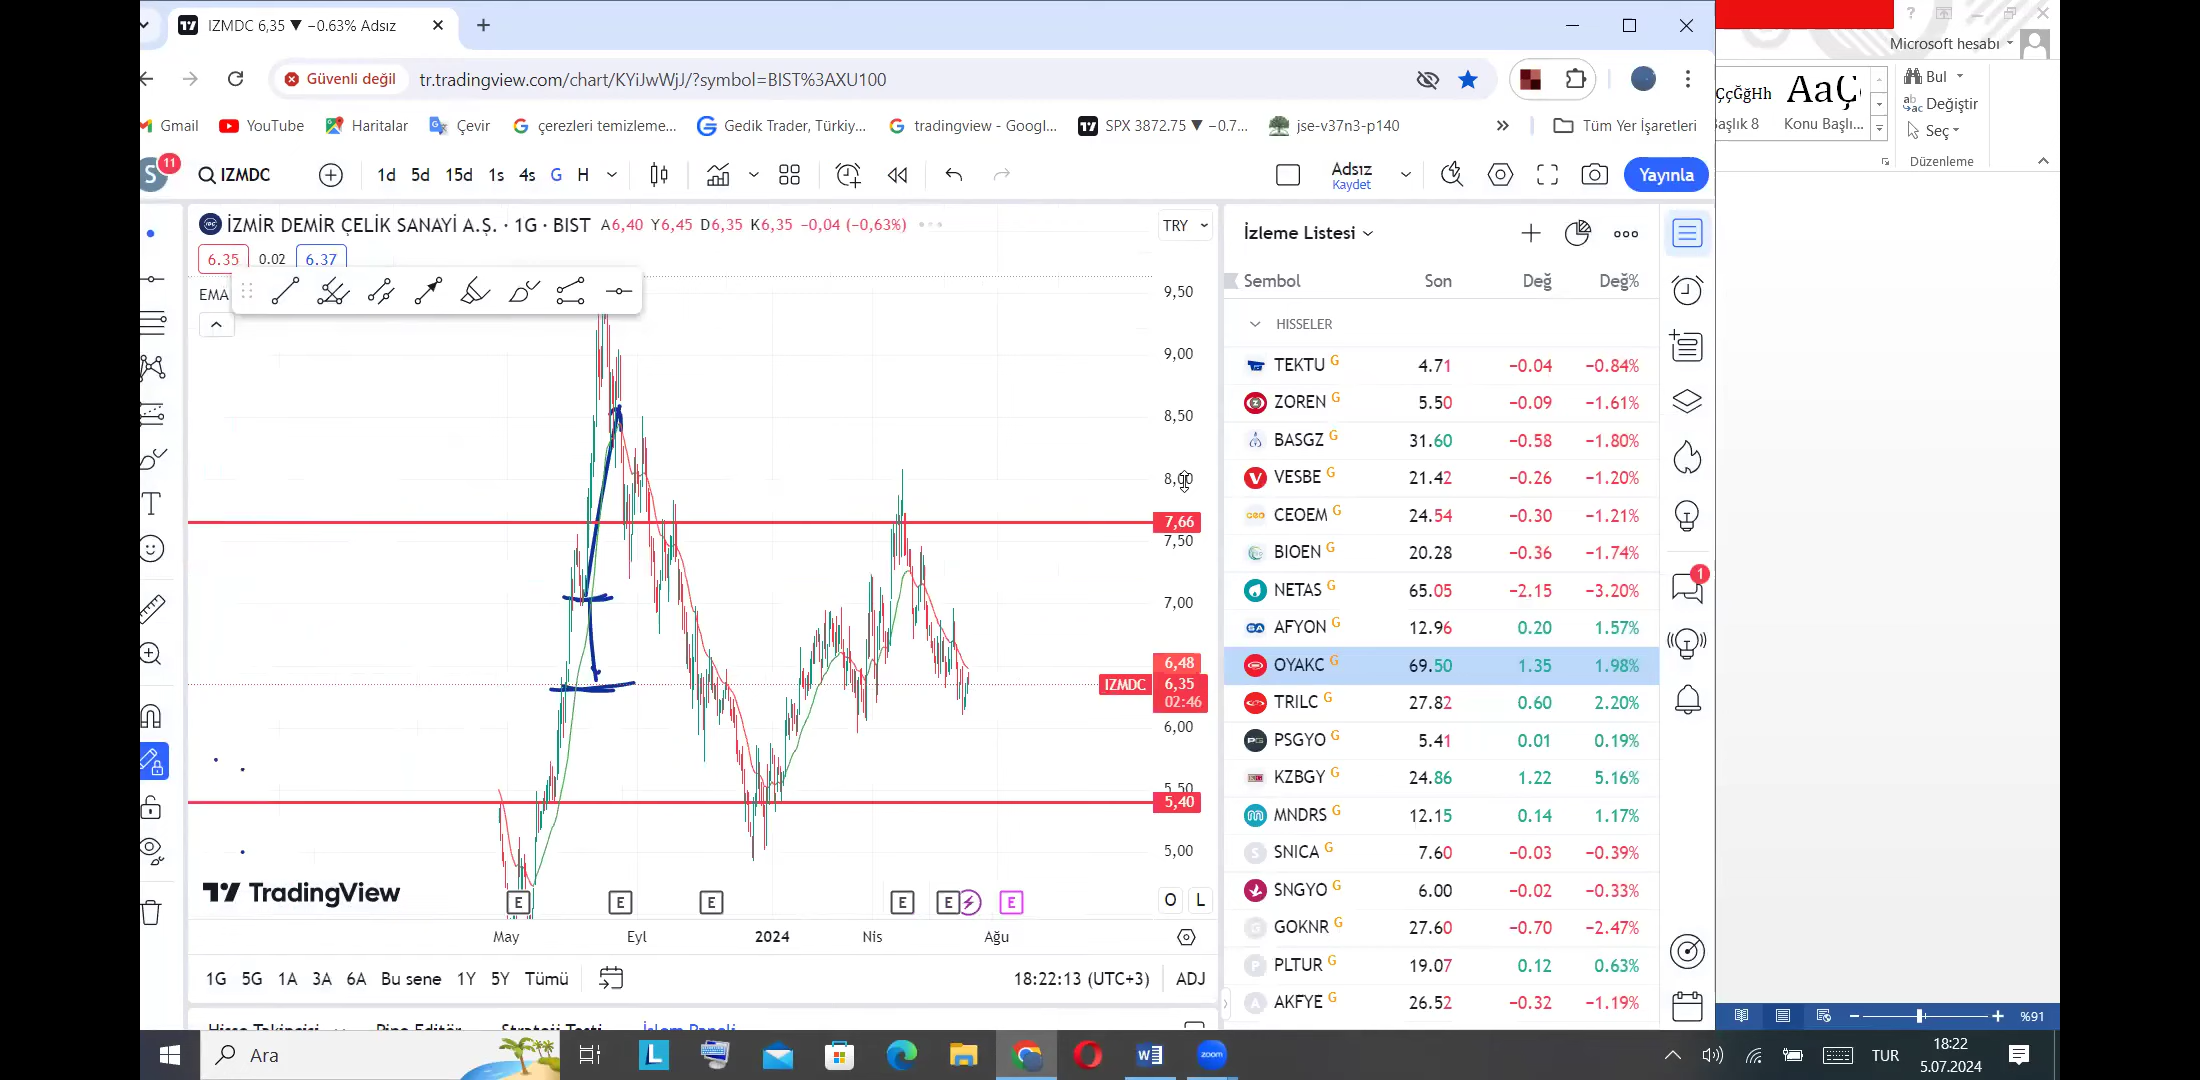 IZMDC 6,35 ▼ −0.63% Adsız
Microsoft hesabı
Güvenli değil
tr.tradingview.com/chart/KYiJwWjJ/?symbol=BIST%3AXU100
Bul
Değiştir
Seç
Düzenleme
ÇçĞğHh
AaÇ
aşlık 8
Konu Başlı...
Gmail
YouTube
Haritalar
Çevir
çerezleri temizleme...
Gedik Trader, Türkiy...
tradingview - Googl...
SPX 3872.75 ▼ −0.7...
jse-v37n3-p140
Tüm Yer İşaretleri
S
11
IZMDC
1d 5d 15d 1s 4s G H
Adsız
Kaydet
Yayınla
İZMİR DEMİR ÇELİK SANAYİ A.Ş. · 1G · BIST A6,40 Y6,45 D6,35 K6,35 −0,04 (−0,63%)
TRY
6.35 0.02 6.37
EMA
9,50
9,00
8,50
8,00
7,66
7,50
7,00
6,48
IZMDC 6,35
02:46
6,00
5,50
5,40
5,00
TradingView
E E E E E E
O L
May Eyl 2024 Nis Ağu
1G 5G 1A 3A 6A Bu sene 1Y 5Y Tümü
18:22:13 (UTC+3) ADJ
Hisse Takipçisi Pine Editör Strateji Testi İşlem Paneli
İzleme Listesi
Sembol Son Değ Değ%
HISSELER
TEKTU G 4.71 −0.04 −0.84%
ZOREN G 5.50 −0.09 −1.61%
BASGZ G 31.60 −0.58 −1.80%
VESBE G 21.42 −0.26 −1.20%
CEOEM G 24.54 −0.30 −1.21%
BIOEN G 20.28 −0.36 −1.74%
NETAS G 65.05 −2.15 −3.20%
AFYON G 12.96 0.20 1.57%
OYAKC G 69.50 1.35 1.98%
TRILC G 27.82 0.60 2.20%
PSGYO G 5.41 0.01 0.19%
KZBGY G 24.86 1.22 5.16%
MNDRS G 12.15 0.14 1.17%
SNICA G 7.60 −0.03 −0.39%
SNGYO G 6.00 −0.02 −0.33%
GOKNR G 27.60 −0.70 −2.47%
PLTUR G 19.07 0.12 0.63%
AKFYE G 26.52 −0.32 −1.19%
1
%91
Ara
zoom
TUR
18:22
5.07.2024